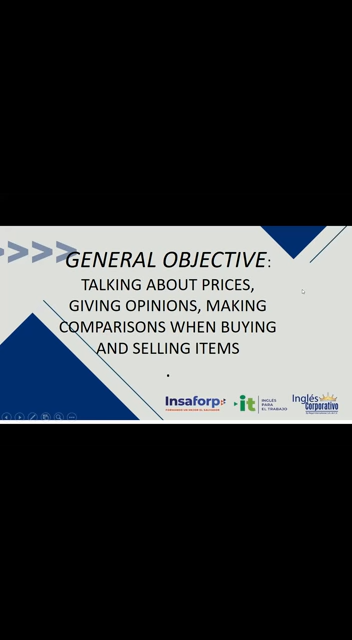 >>>>
GENERAL OBJECTIVE:
TALKING ABOUT PRICES,
GIVING OPINIONS, MAKING
COMPARISONS WHEN BUYING
AND SELLING ITEMS
.
Insaforp
it
INGLÉS
PARA
EL TRABAJO
Inglés
Corporativo